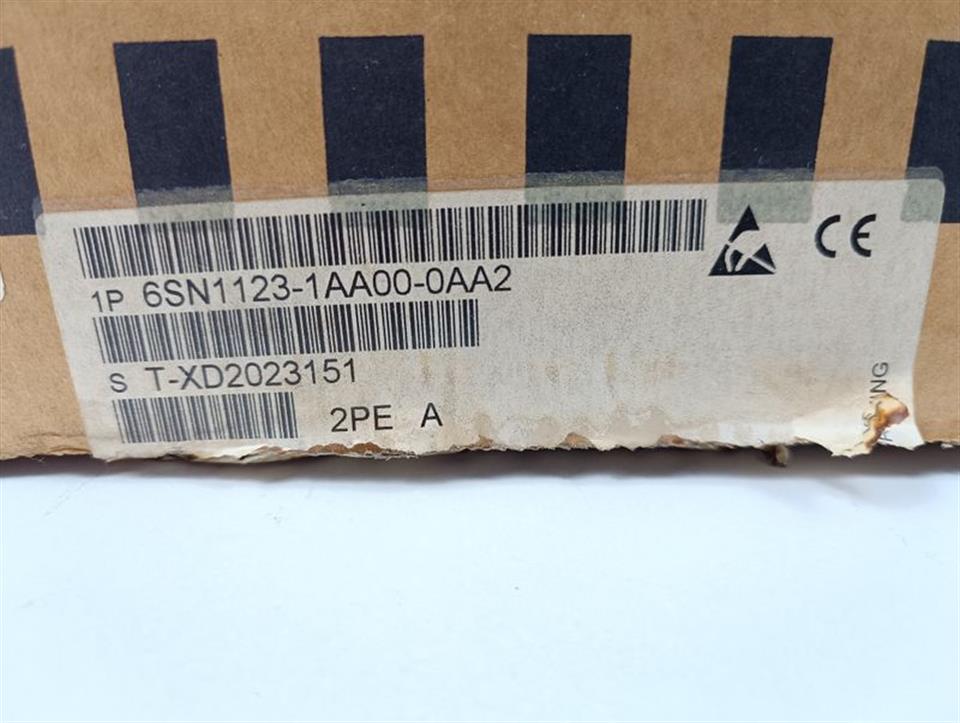 1P 6SN1123-1AA00-0AA2
CE
S T-XD2023151
2PE A